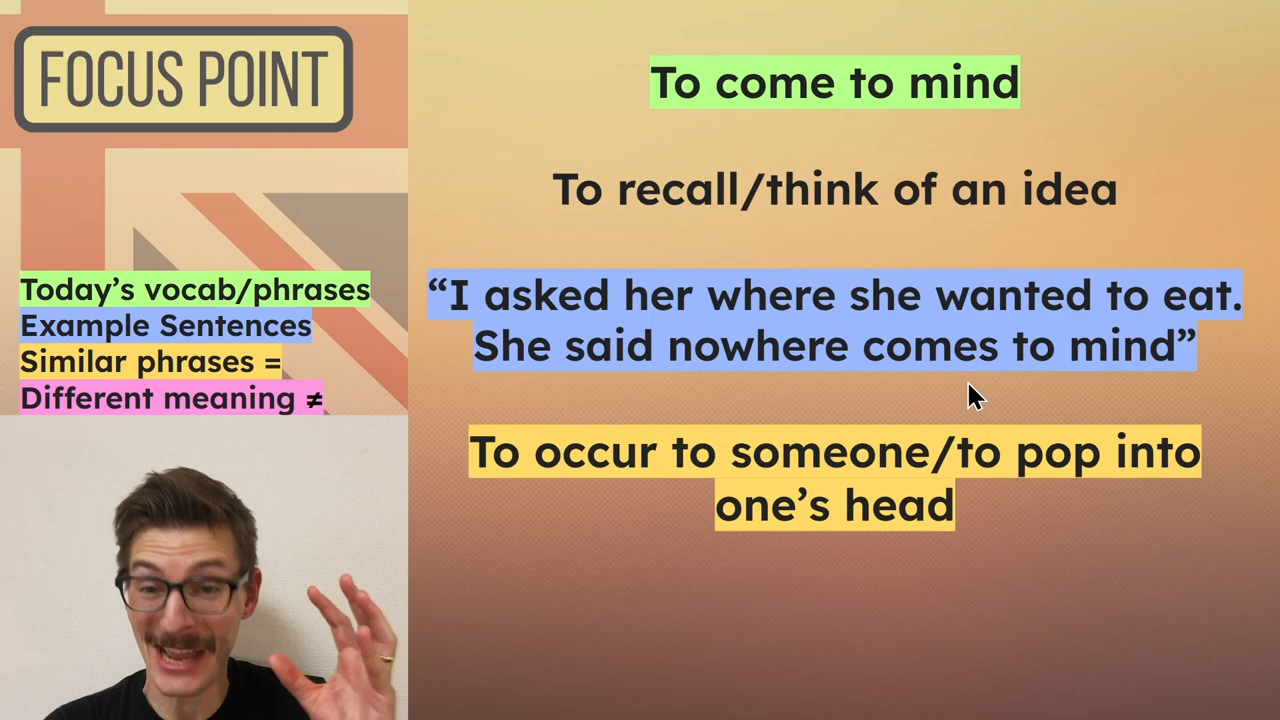 FOCUS POINT
Today’s vocab/phrases
Example Sentences
Similar phrases =
Different meaning ≠
To come to mind
To recall/think of an idea
“I asked her where she wanted to eat.
She said nowhere comes to mind”
To occur to someone/to pop into
one’s head